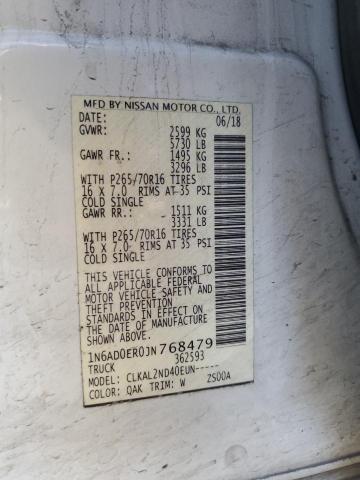 MFD BY NISSAN MOTOR CO., LTD.
DATE: 06/18
GVWR: 2599 KG
5730 LB
GAWR FR.: 1495 KG
3296 LB
WITH P265/70R16 TIRES
16 X 7.0 RIMS AT 35 PSI
COLD SINGLE
GAWR RR.: 1511 KG
3331 LB
WITH P265/70R16 TIRES
16 X 7.0 RIMS AT 35 PSI
COLD SINGLE
THIS VEHICLE CONFORMS TO
ALL APPLICABLE FEDERAL
MOTOR VEHICLE SAFETY THEFT PREVENTION
STANDARDS IN EFFECT ON
THE DATE OF MANUFACTURE
SHOWN ABOVE.
1N6AD0ER0JN768479
TRUCK 362593
MODEL: CLKAL2ND40EUN-----
COLOR: QAK TRIM: W ZS00A